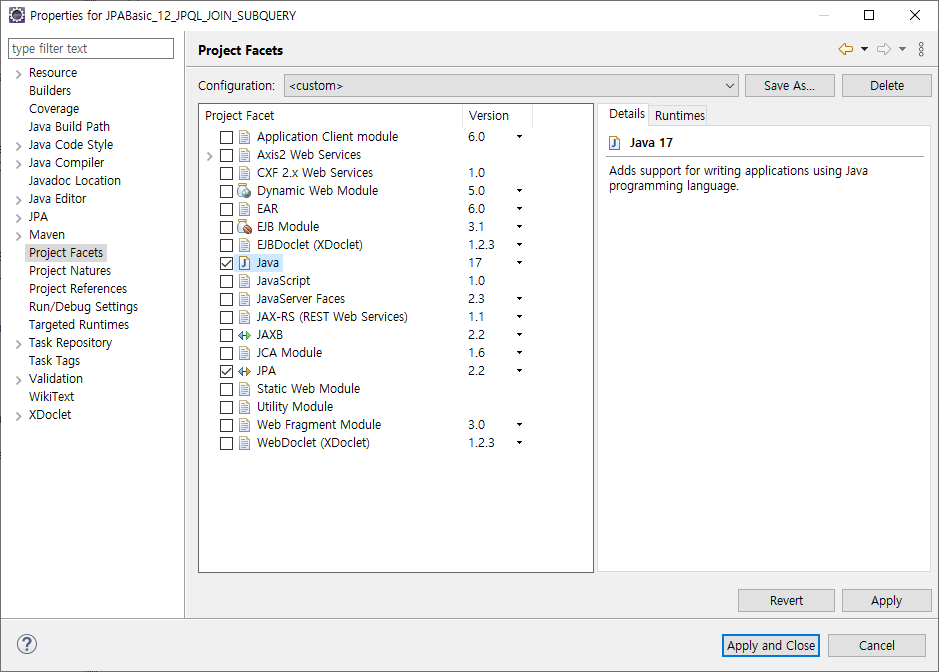 Properties for JPABasic_12_JPQL_JOIN_SUBQUERY
type filter text
Resource
Builders
Coverage
Java Build Path
Java Code Style
Java Compiler
Javadoc Location
Java Editor
JPA
Maven
Project Facets
Project Natures
Project References
Run/Debug Settings
Targeted Runtimes
Task Repository
Task Tags
Validation
WikiText
XDoclet
Project Facets
Configuration: <custom> Save As... Delete
Project Facet Version
Application Client module 6.0
Axis2 Web Services
CXF 2.x Web Services 1.0
Dynamic Web Module 5.0
EAR 6.0
EJB Module 3.1
EJBDoclet (XDoclet) 1.2.3
Java 17
JavaScript 1.0
JavaServer Faces 2.3
JAX-RS (REST Web Services) 1.1
JAXB 2.2
JCA Module 1.6
JPA 2.2
Static Web Module
Utility Module
Web Fragment Module 3.0
WebDoclet (XDoclet) 1.2.3
Details Runtimes
Java 17
Adds support for writing applications using Java
programming language.
Revert Apply
? Apply and Close Cancel